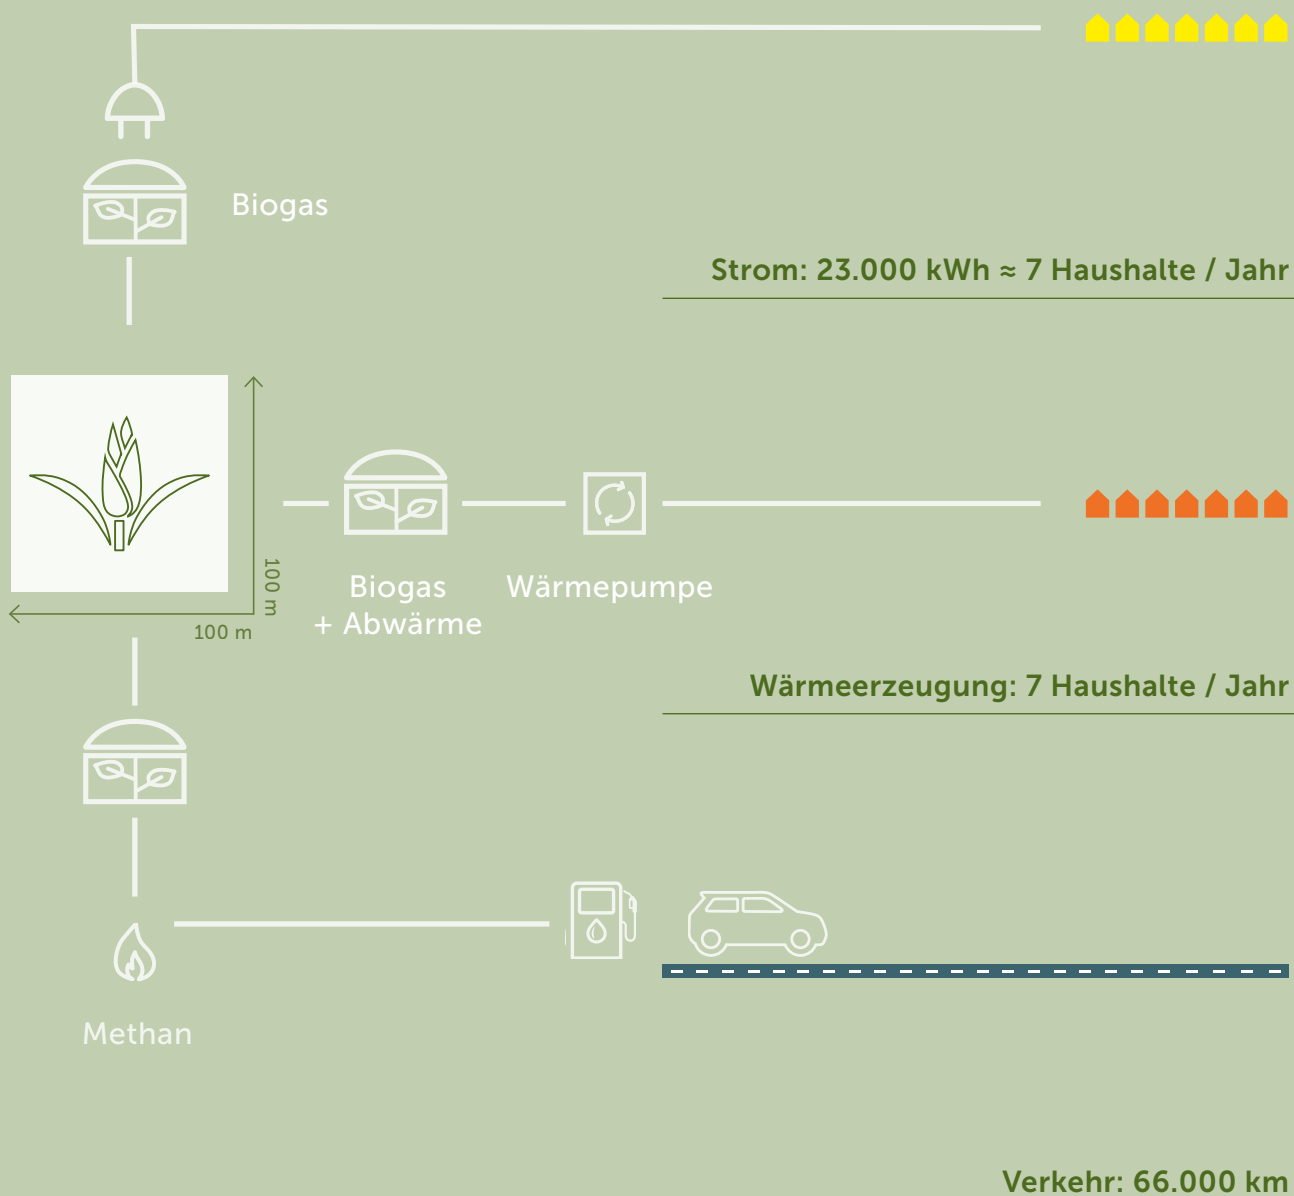 Biogas
Strom: 23.000 kWh ≈ 7 Haushalte / Jahr
100 m
100 m
Biogas
+ Abwärme
Wärmepumpe
Wärmeerzeugung: 7 Haushalte / Jahr
Methan
Verkehr: 66.000 km